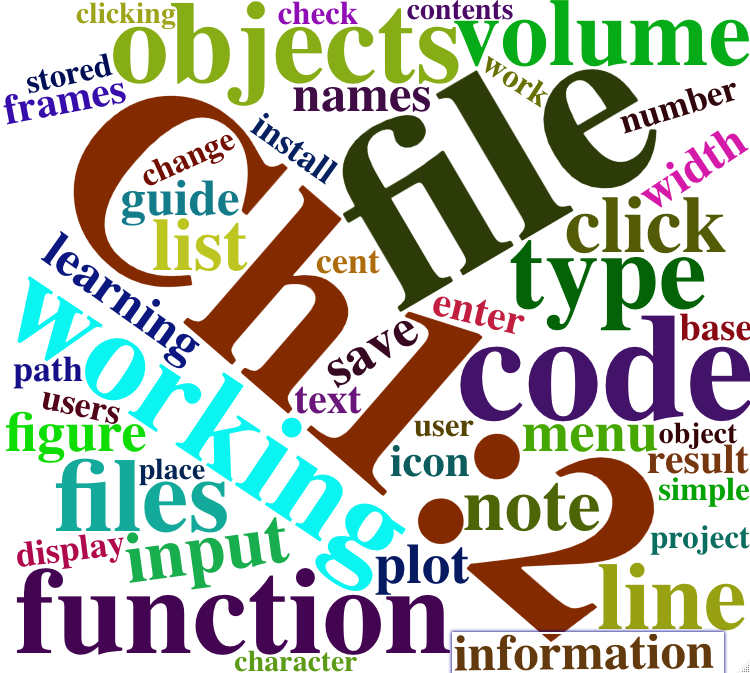 clicking
objects
check
contents
volume
stored
frames
names
work
file
number
install
change
guide
list
width
click
cent
type
learning
Ch1:2
enter
base
save
code
working
path
text
users
user
figure
menu
object
icon
result
place
files
simple
note
project
input
display
plot
function
line
character
information